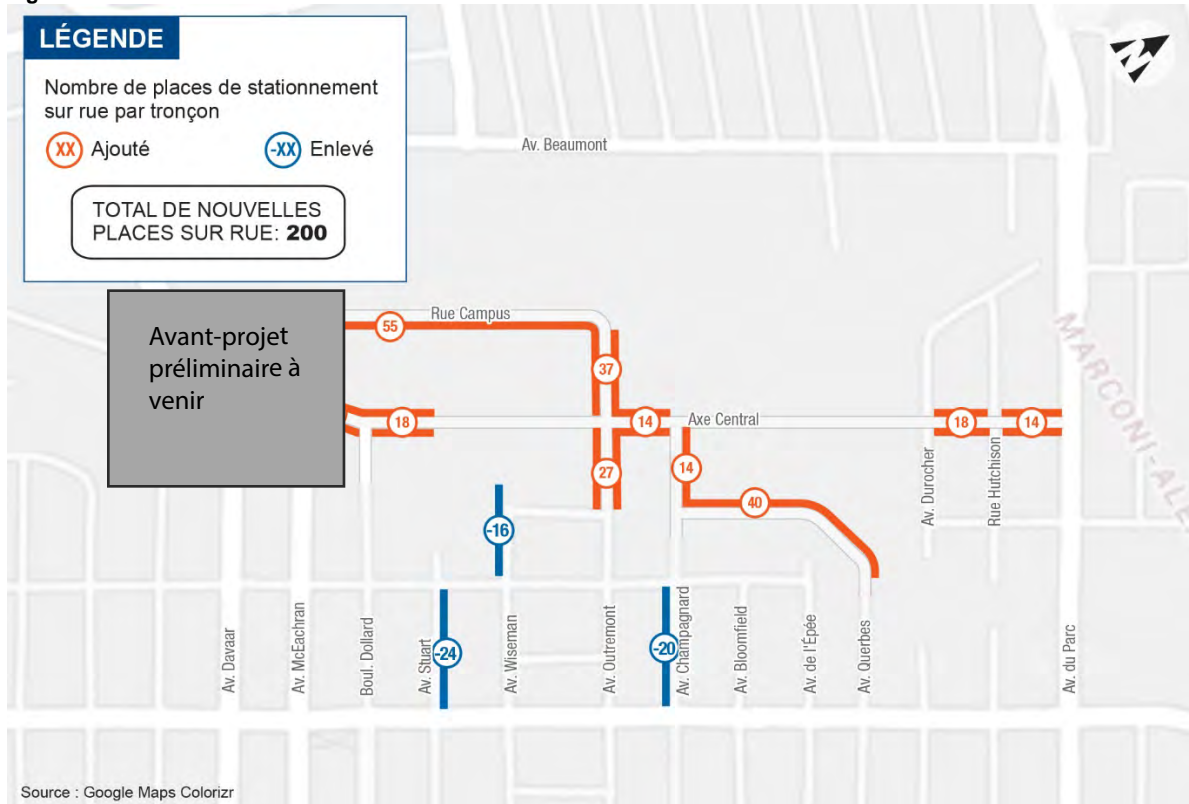 LÉGENDE
Nombre de places de stationnement
sur rue par tronçon
XX Ajouté
-XX Enlevé
TOTAL DE NOUVELLES
PLACES SUR RUE: 200
Av. Beaumont
Avant-projet
préliminaire à
venir
Rue Campus
55
37
18
14
Axe Central
18
14
27
14
40
-16
-24
-20
MARCONI-ALE
Av. Davaar
Av. McEachran
Boul. Dollard
Av. Stuart
Av. Wiseman
Av. Outremont
Av. Champagnard
Av. Bloomfield
Av. de l'Épée
Av. Querbes
Av. Durocher
Rue Hutchison
Av. du Parc
Source : Google Maps Colorizr